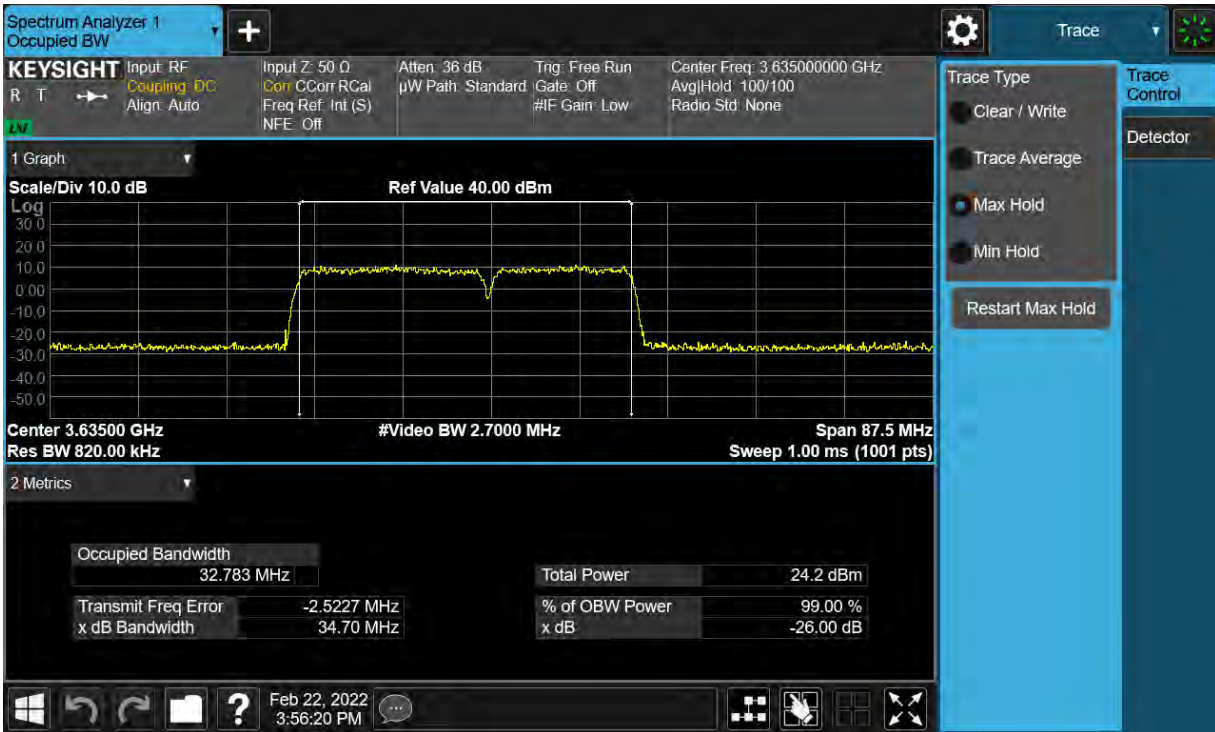 Spectrum Analyzer 1
Occupied BW
+
Trace
KEYSIGHT Input: RF Input Z: 50 Ω Atten: 36 dB Trig: Free Run Center Freq: 3.635000000 GHz
R T Coupling: DC Corr CCorr RCal µW Path: Standard Gate: Off Avg|Hold: 100/100
Align: Auto Freq Ref: Int (S) #IF Gain: Low Radio Std: None
NFE: Off
LXI
1 Graph
Scale/Div 10.0 dB Ref Value 40.00 dBm
Log
30.0
20.0
10.0
0.00
-10.0
-20.0
-30.0
-40.0
-50.0
Center 3.63500 GHz #Video BW 2.7000 MHz Span 87.5 MHz
Res BW 820.00 kHz Sweep 1.00 ms (1001 pts)
2 Metrics
Occupied Bandwidth
32.783 MHz Total Power 24.2 dBm
Transmit Freq Error -2.5227 MHz % of OBW Power 99.00 %
x dB Bandwidth 34.70 MHz x dB -26.00 dB
Trace Type
Clear / Write
Trace Average
Max Hold
Min Hold
Restart Max Hold
Trace
Control
Detector
?
Feb 22, 2022
3:56:20 PM